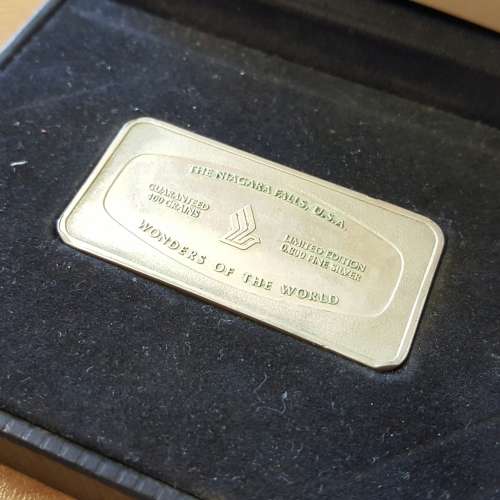 THE NIAGARA FALLS, U.S.A.
GUARANTEED
100 GRAINS
LIMITED EDITION
0.800 FINE SILVER
WONDERS OF THE WORLD